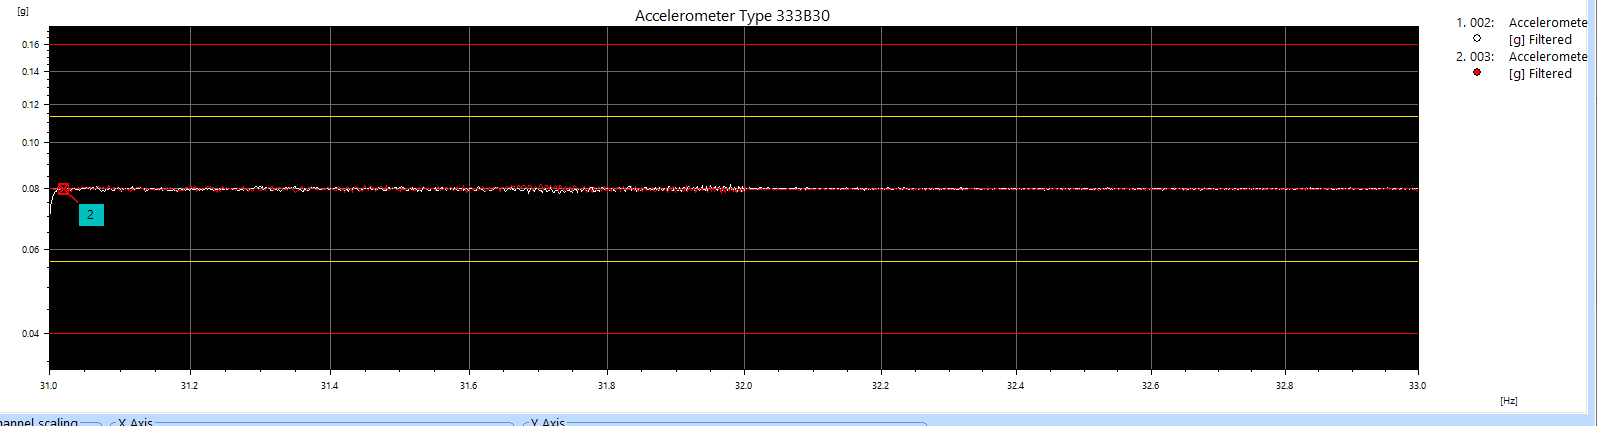 [g]
Accelerometer Type 333B30
1. 002: Acceleromete
[g] Filtered
2. 003: Acceleromete
[g] Filtered
0.16
0.14
0.12
0.10
0.08
2
0.06
0.04
31.0 31.2 31.4 31.6 31.8 32.0 32.2 32.4 32.6 32.8 33.0
[Hz]
hannel scaling X Axis Y Axis